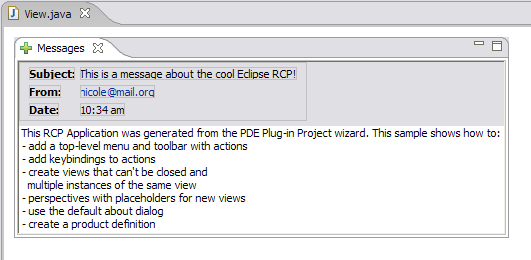 View.java
Messages
Subject: This is a message about the cool Eclipse RCP!
From: nicole@mail.org
Date: 10:34 am
This RCP Application was generated from the PDE Plug-in Project wizard. This sample shows how to:
- add a top-level menu and toolbar with actions
- add keybindings to actions
- create views that can't be closed and
multiple instances of the same view
- perspectives with placeholders for new views
- use the default about dialog
- create a product definition